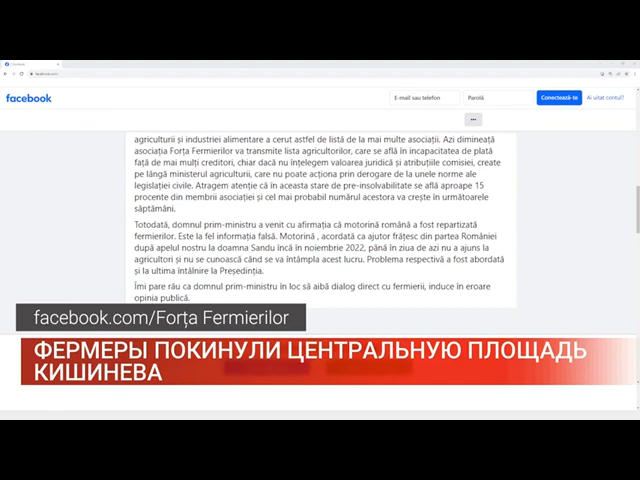 facebook
E-mail sau telefon
Parolă
Conectează-te
Ai uitat contul?
agriculturii și industriei alimentare a cerut astfel de listă de la mai multe asociații. Azi dimineață
asociația Forța Fermierilor va transmite lista agricultorilor, care se află în incapacitatea de plată
față de mai mulți creditori, chiar dacă nu înțelegem valoarea juridică și atribuțiile comisiei, create
pe lângă ministerul agriculturii, care nu poate acționa prin derogare de la unele norme ale
legislației civile. Atragem atenție că în aceasta stare de pre-insolvabilitate se află aproape 15
procente din membrii asociației și cel mai probabil numărul acestora va crește în următoarele
săptămâni.
Totodată, domnul prim-ministru a venit cu afirmația că motorină română a fost repartizată
fermierilor. Este la fel informația falsă. Motorină , acordată ca ajutor frățesc din partea României
după apelul nostru la doamna Sandu încă în noiembrie 2022, până în ziua de azi nu a ajuns la
agricultori și nu se cunoască când se va întâmpla acest lucru. Problema respectivă a fost abordată
și la ultima întâlnire la Președinția.
Îmi pare rău ca domnul prim-ministru în loc să aibă dialog direct cu fermierii, induce în eroare
opinia publică.
facebook.com/Forța Fermierilor
ФЕРМЕРЫ ПОКИНУЛИ ЦЕНТРАЛЬНУЮ ПЛОЩАДЬ
КИШИНЕВА